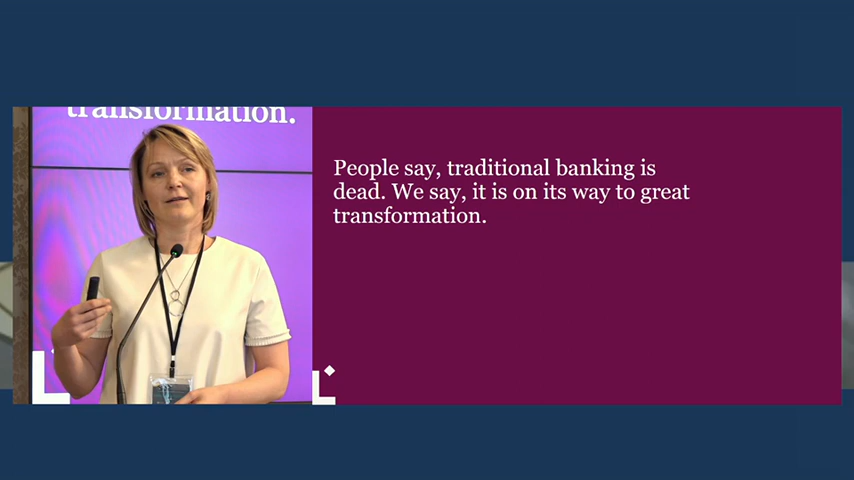 transformation.
People say, traditional banking is
dead. We say, it is on its way to great
transformation.